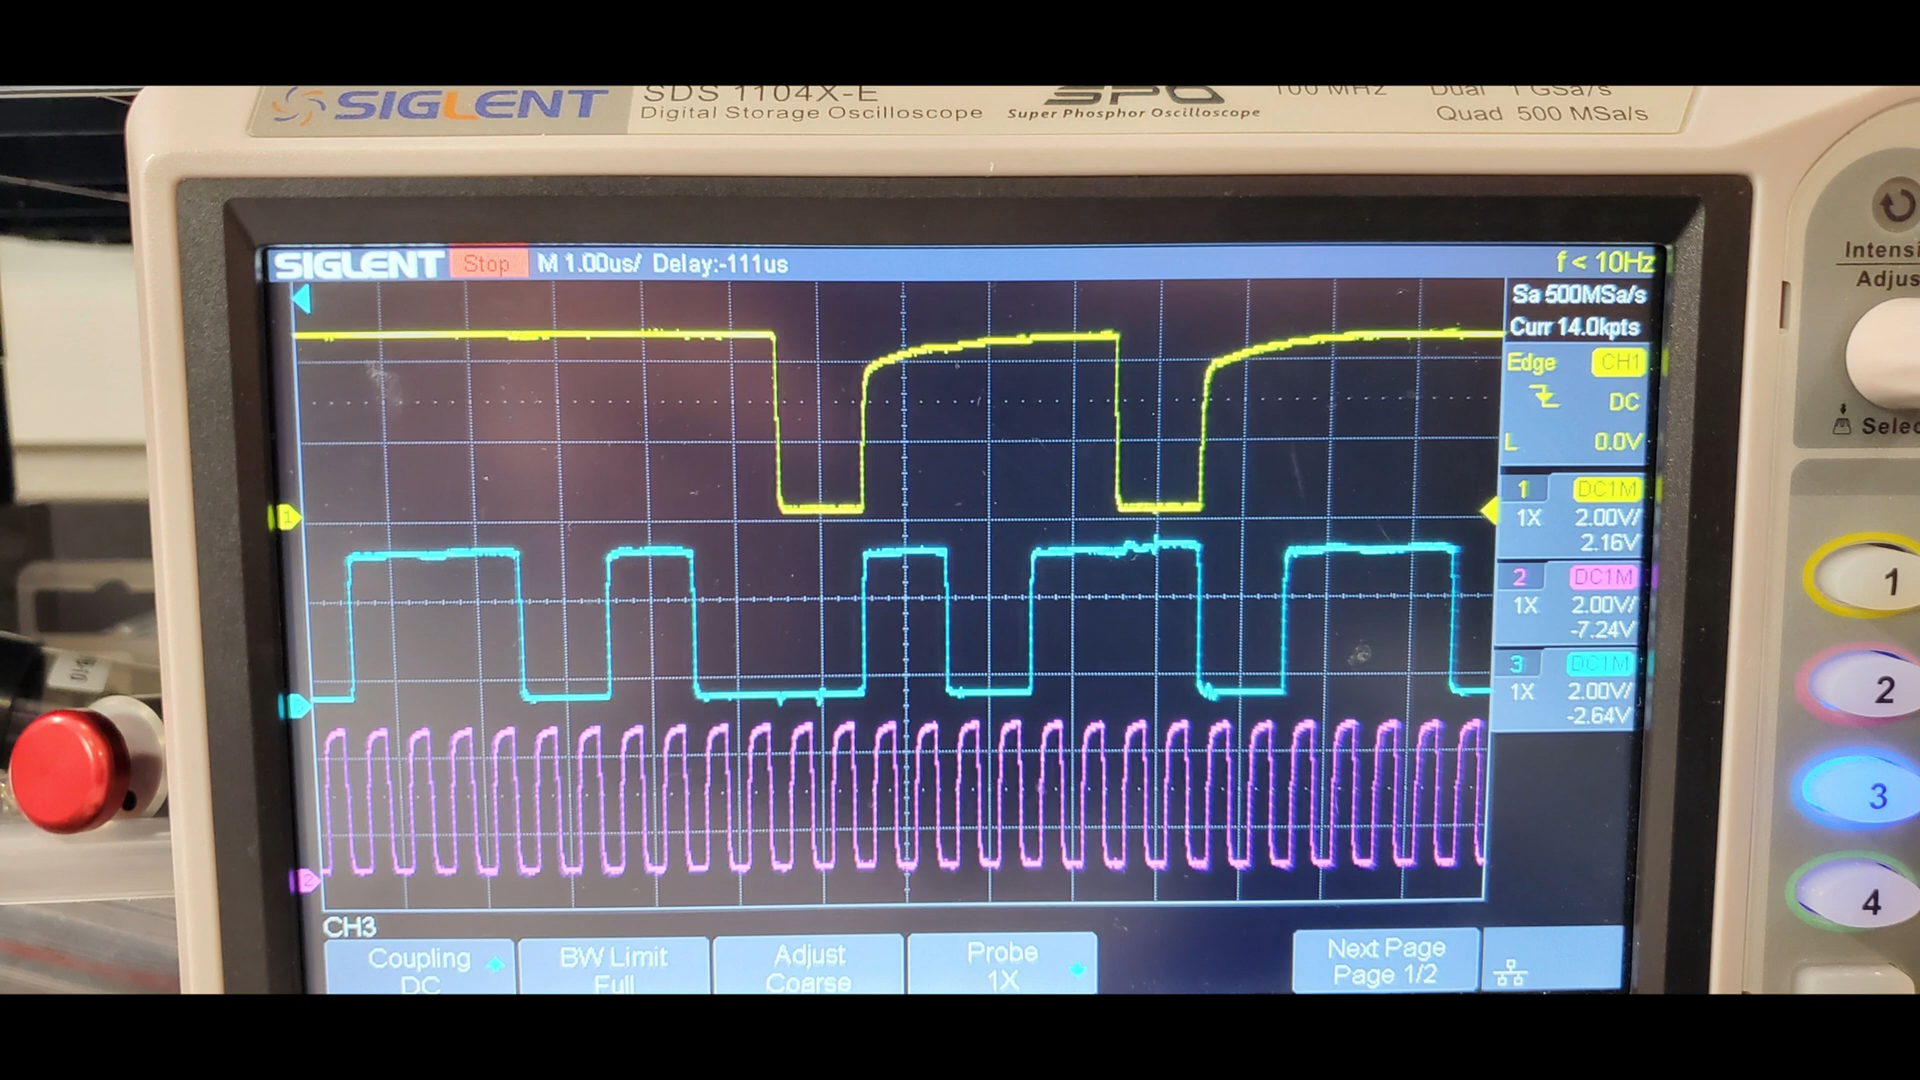 SIGLENT
SDS 1104X-E
Digital Storage Oscilloscope
SPO
Super Phosphor Oscilloscope
100 MHz
Dual 1 GSa/s
Quad 500 MSa/s
SIGLENT Stop M 1.00us/ Delay:-111us f < 10Hz
Sa 500MSa/s
Curr 14.0kpts
Edge CH1
DC
L 0.0V
1 DC1M
1X 2.00V/
2.16V
2 DC1M
1X 2.00V/
-7.24V
3 DC1M
1X 2.00V/
-2.64V
1
2
CH3
Coupling
DC
BW Limit
Full
Adjust
Coarse
Probe
1X
Next Page
Page 1/2
Intensi
Adjus
Selec
1
2
3
4